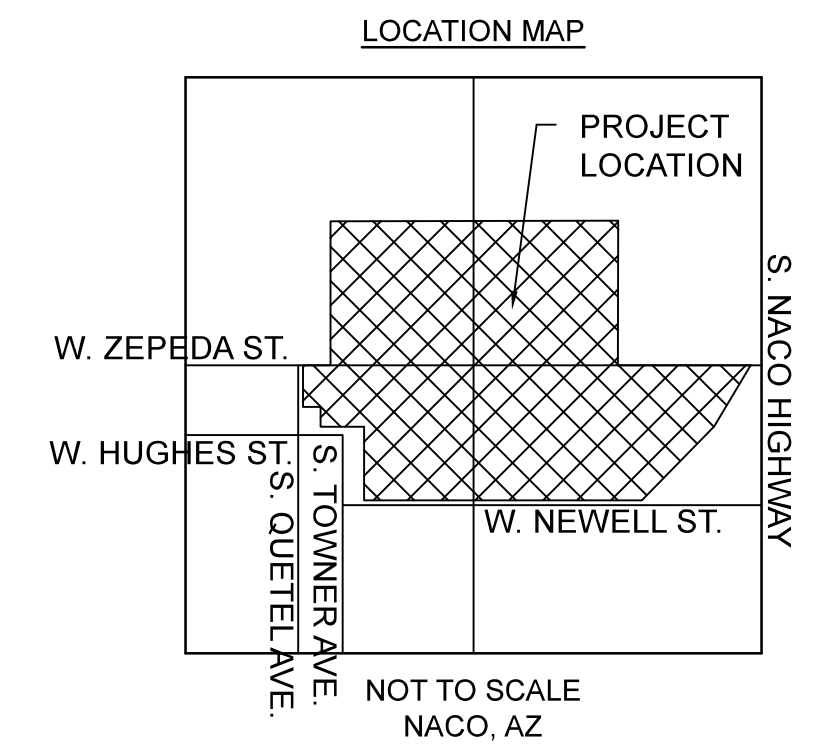 LOCATION MAP
PROJECT
LOCATION
S. NACO HIGHWAY
W. ZEPEDA ST.
W. HUGHES ST.
S. QUETEL AVE.
S. TOWNER AVE.
W. NEWELL ST.
NOT TO SCALE
NACO, AZ